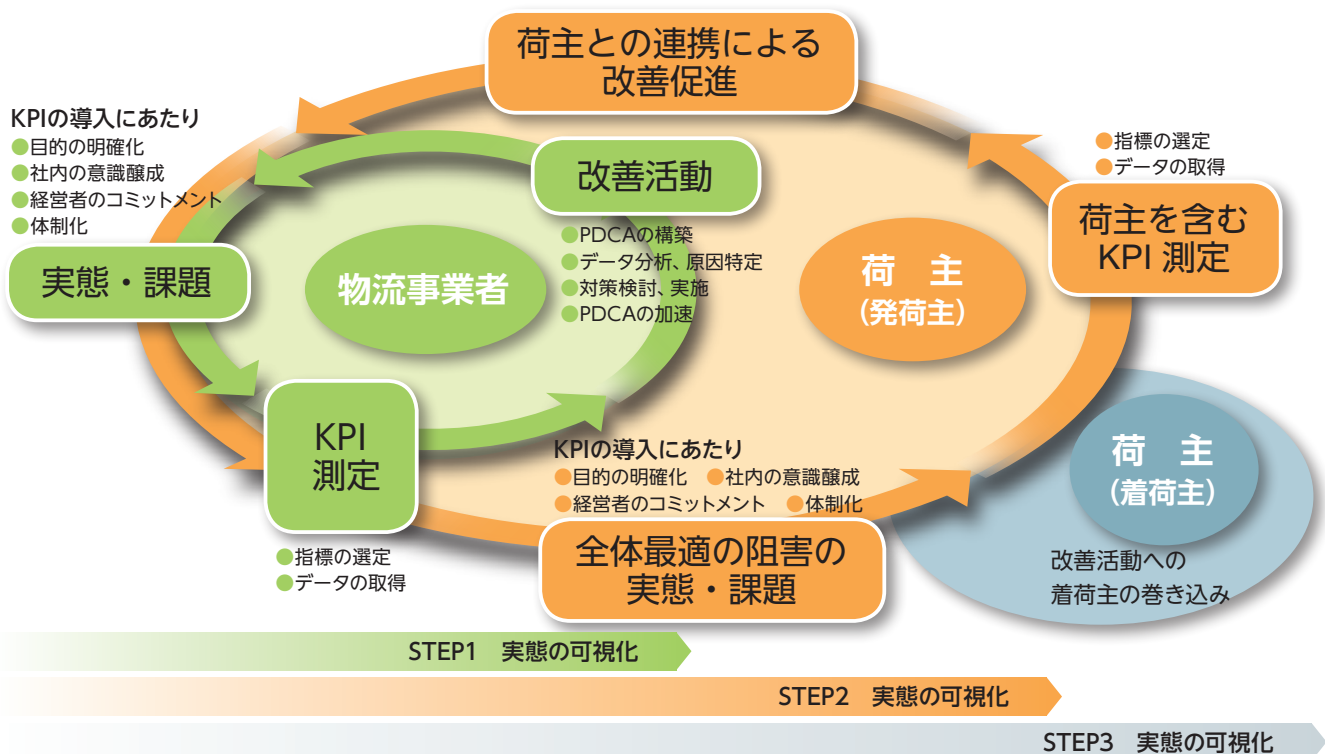 荷主との連携による
改善促進
KPIの導入にあたり
●目的の明確化
●社内の意識醸成
●経営者のコミットメント
●体制化
実態・課題
改善活動
●PDCAの構築
●データ分析、原因特定
●対策検討、実施
●PDCAの加速
物流事業者
荷　主
(発荷主)
●指標の選定
●データの取得
荷主を含む
KPI 測定
KPI
測定
●指標の選定
●データの取得
KPIの導入にあたり
●目的の明確化　●社内の意識醸成
●経営者のコミットメント　●体制化
全体最適の阻害の
実態・課題
荷　主
(着荷主)
改善活動への
着荷主の巻き込み
STEP1　実態の可視化
STEP2　実態の可視化
STEP3　実態の可視化